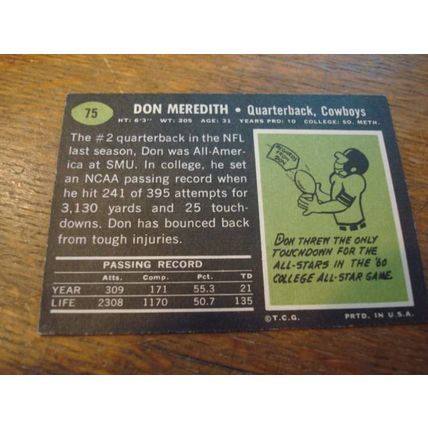 75
DON MEREDITH • Quarterback, Cowboys
HT: 6'3" WT: 205 AGE: 31 YEARS PRO: 10 COLLEGE: SO. METH.
The #2 quarterback in the NFL
last season, Don was All-Amer-
ica at SMU. In college, he set
an NCAA passing record when
he hit 241 of 395 attempts for
3,130 yards and 25 touch-
downs. Don has bounced back
from tough injuries.
PASSING RECORD
Atts. Comp. Pct. TD
YEAR 309 171 55.3 21
LIFE 2308 1170 50.7 135
DON THREW THE ONLY
TOUCHDOWN FOR THE
ALL-STARS IN THE '60
COLLEGE ALL-STAR GAME.
©T.C.G. PRTD. IN U.S.A.